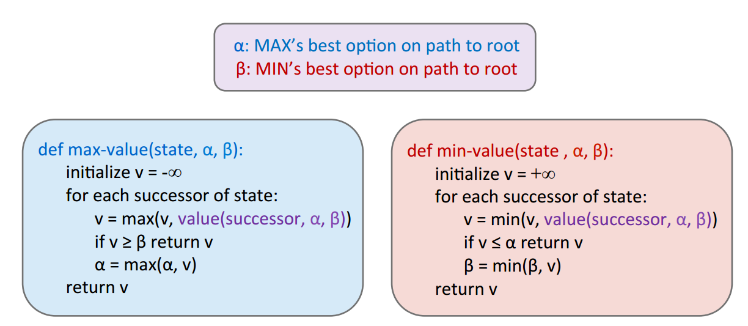 α: MAX's best option on path to root
β: MIN's best option on path to root
def max-value(state, α, β):
initialize v = -∞
for each successor of state:
v = max(v, value(successor, α, β))
if v ≥ β return v
α = max(α, v)
return v
def min-value(state , α, β):
initialize v = +∞
for each successor of state:
v = min(v, value(successor, α, β))
if v ≤ α return v
β = min(β, v)
return v